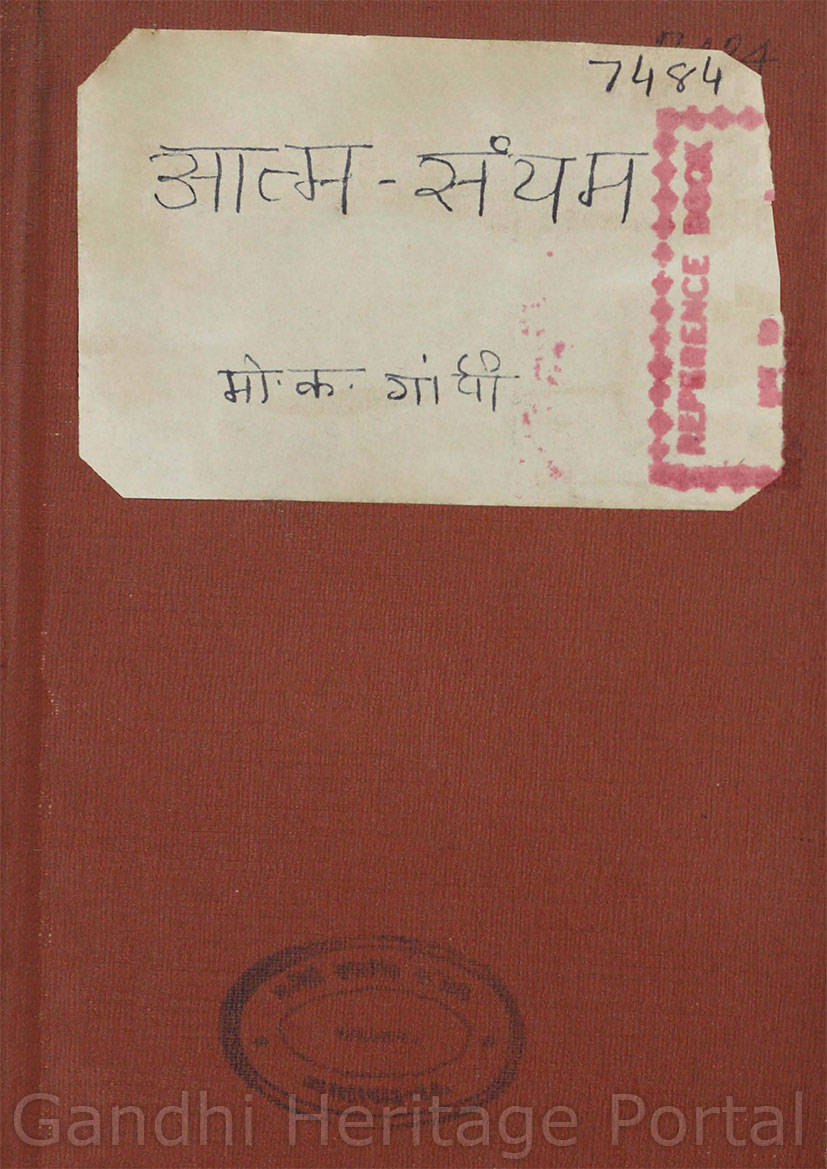 7484
आत्म - संयम
मो. क. गांधी
REFERENCE BOOK
Gandhi Heritage Portal